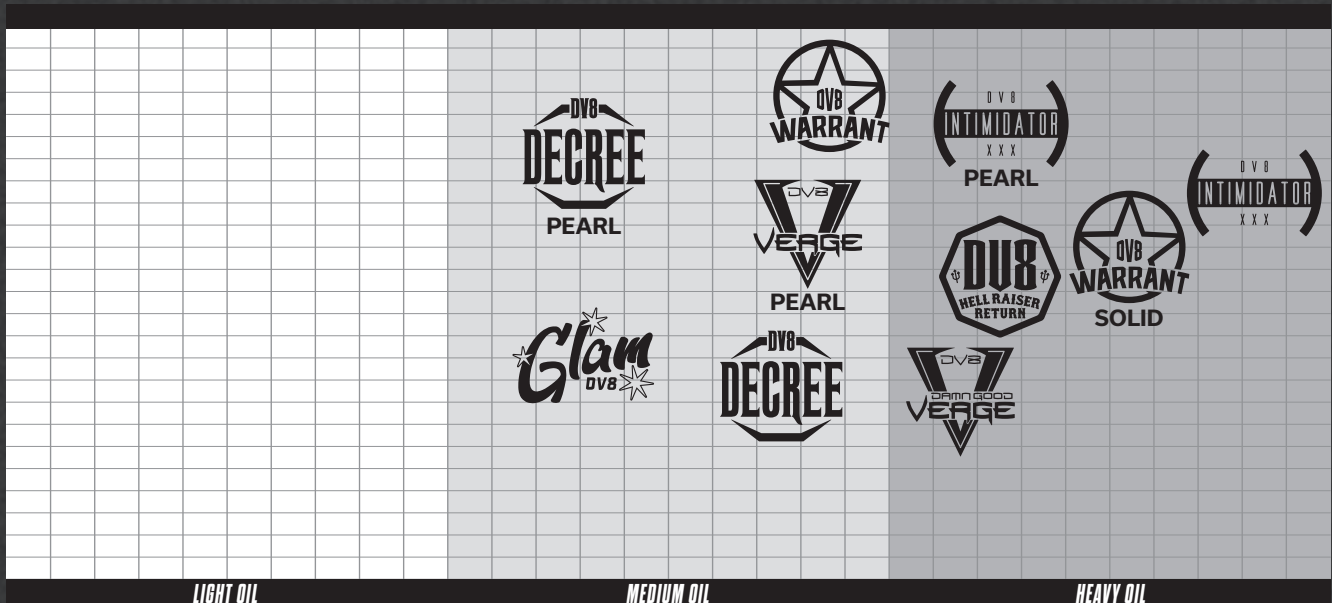 DV8
DECREE
PEARL
DV8
WARRANT
DV8
INTIMIDATOR
XXX
PEARL
DV8
INTIMIDATOR
XXX
DV8
VERGE
PEARL
DV8
HELL RAISER
RETURN
DV8
WARRANT
SOLID
Glam
DV8
DV8
DECREE
DV8
DAMN GOOD
VERGE
LIGHT OIL
MEDIUM OIL
HEAVY OIL